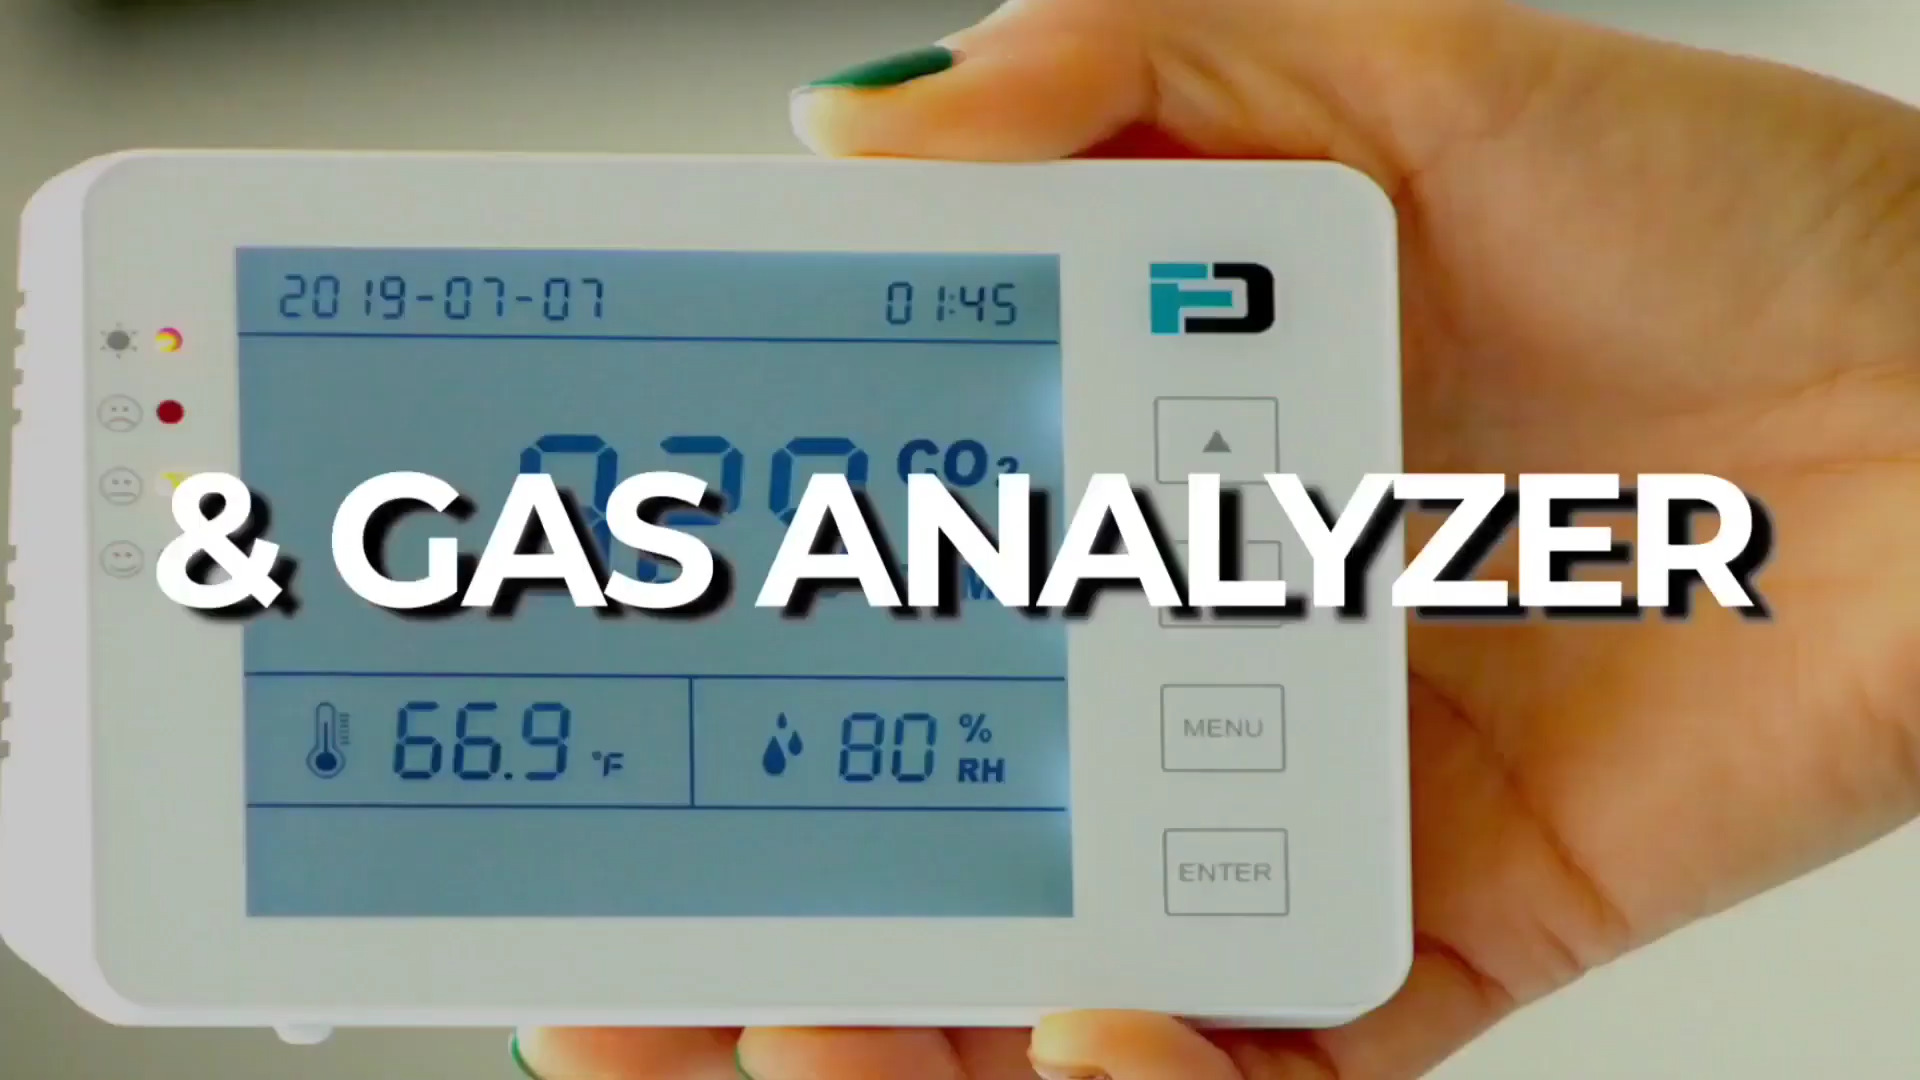 2019-07-07 01:45
CO₂
& GAS ANALYZER
66.9 °F 80 % RH
MENU
ENTER